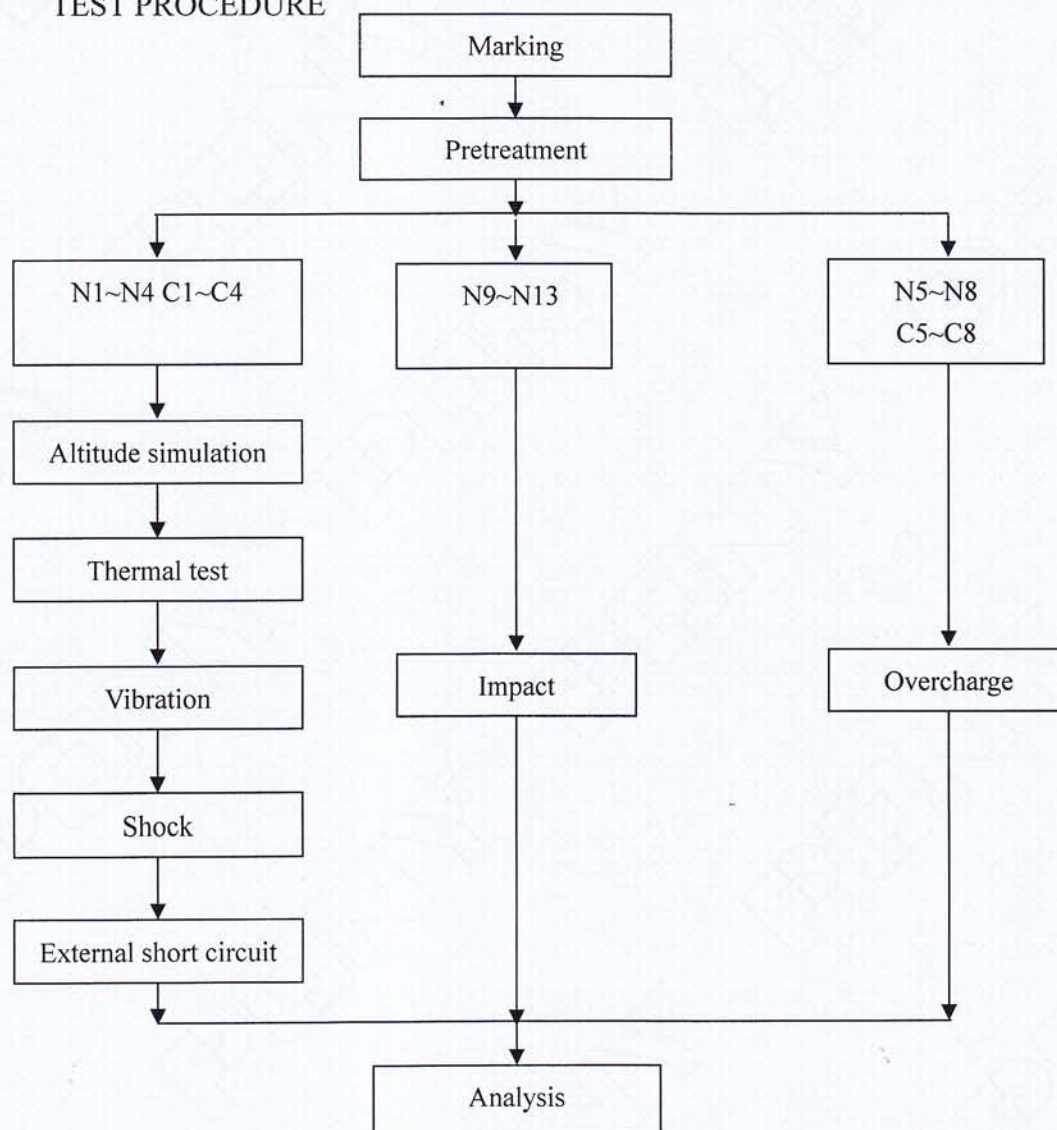 TEST PROCEDURE
Marking
Pretreatment
N1~N4 C1~C4
N9~N13
N5~N8
C5~C8
Altitude simulation
Thermal test
Vibration
Impact
Overcharge
Shock
External short circuit
Analysis